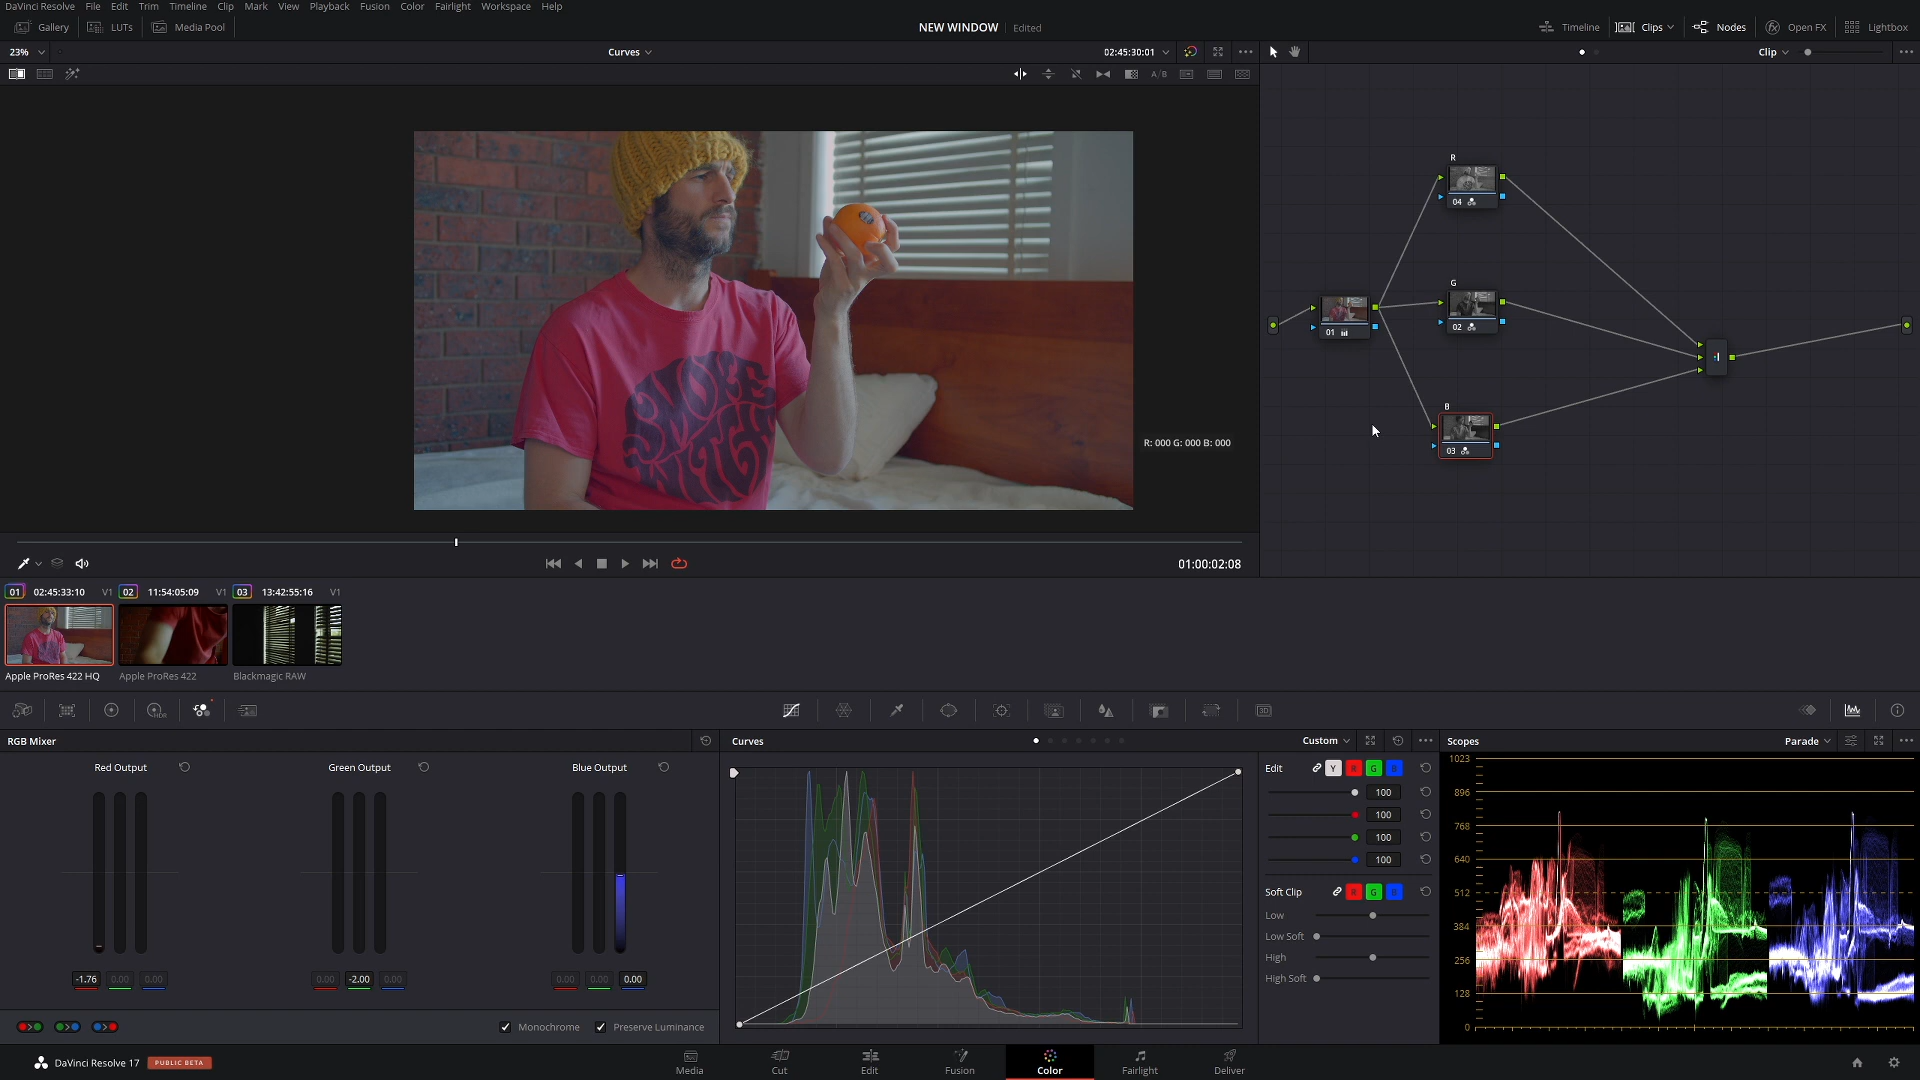 DaVinci Resolve File Edit Trim Timeline Clip Mark View Playback Fusion Color Fairlight Workspace Help
Gallery LUTs Media Pool NEW WINDOW Edited Timeline Clips Nodes Open FX Lightbox
23% Curves 02:45:30:01 Clip
A/B
R
04
G
02
01
B
03
SMOKE
WITCH
R: 000 G: 000 B: 000
01:00:02:08
01 02:45:33:10 V1 02 11:54:05:09 V1 03 13:42:55:16 V1
Apple ProRes 422 HQ Apple ProRes 422 Blackmagic RAW
HDR 3D
RGB Mixer Curves Custom Scopes Parade
Red Output Green Output Blue Output
-1.76 0.00 0.00 0.00 -2.00 0.00 0.00 0.00 0.00
Monochrome Preserve Luminance
Edit Y R G B
100
100
100
100
Soft Clip R G B
Low
Low Soft
High
High Soft
1023
896
768
640
512
384
256
128
0
DaVinci Resolve 17 PUBLIC BETA Media Cut Edit Fusion Color Fairlight Deliver